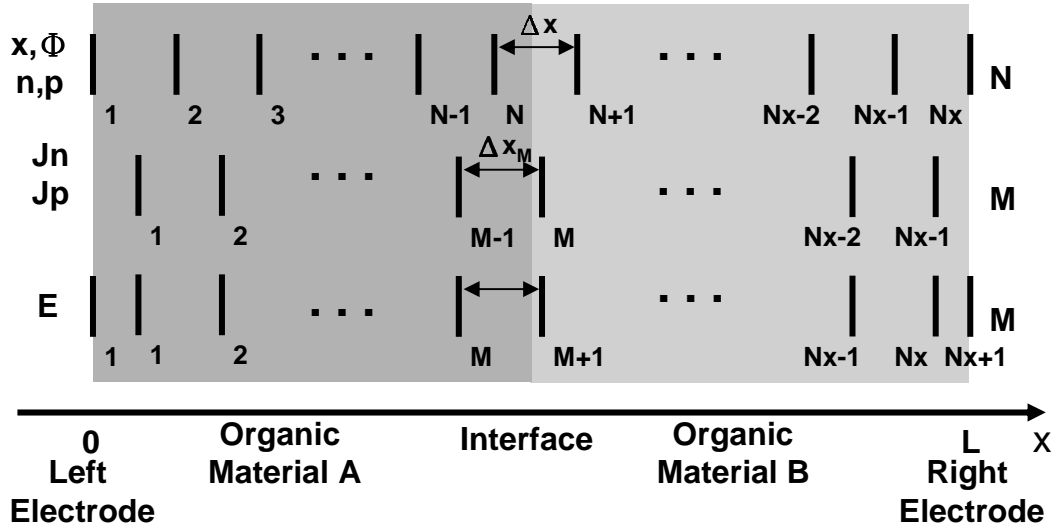 x,Φ
n,p
Δx
. . .
. . .
1 2 3 N-1 N N+1 Nx-2 Nx-1 Nx
N
Jn
Jp
Δx_M
. . .
. . .
1 2 M-1 M Nx-2 Nx-1
M
E
. . .
. . .
1 1 2 M M+1 Nx-1 Nx Nx+1
M
0 Organic Interface Organic L x
Left Material A Material B Right
Electrode Electrode